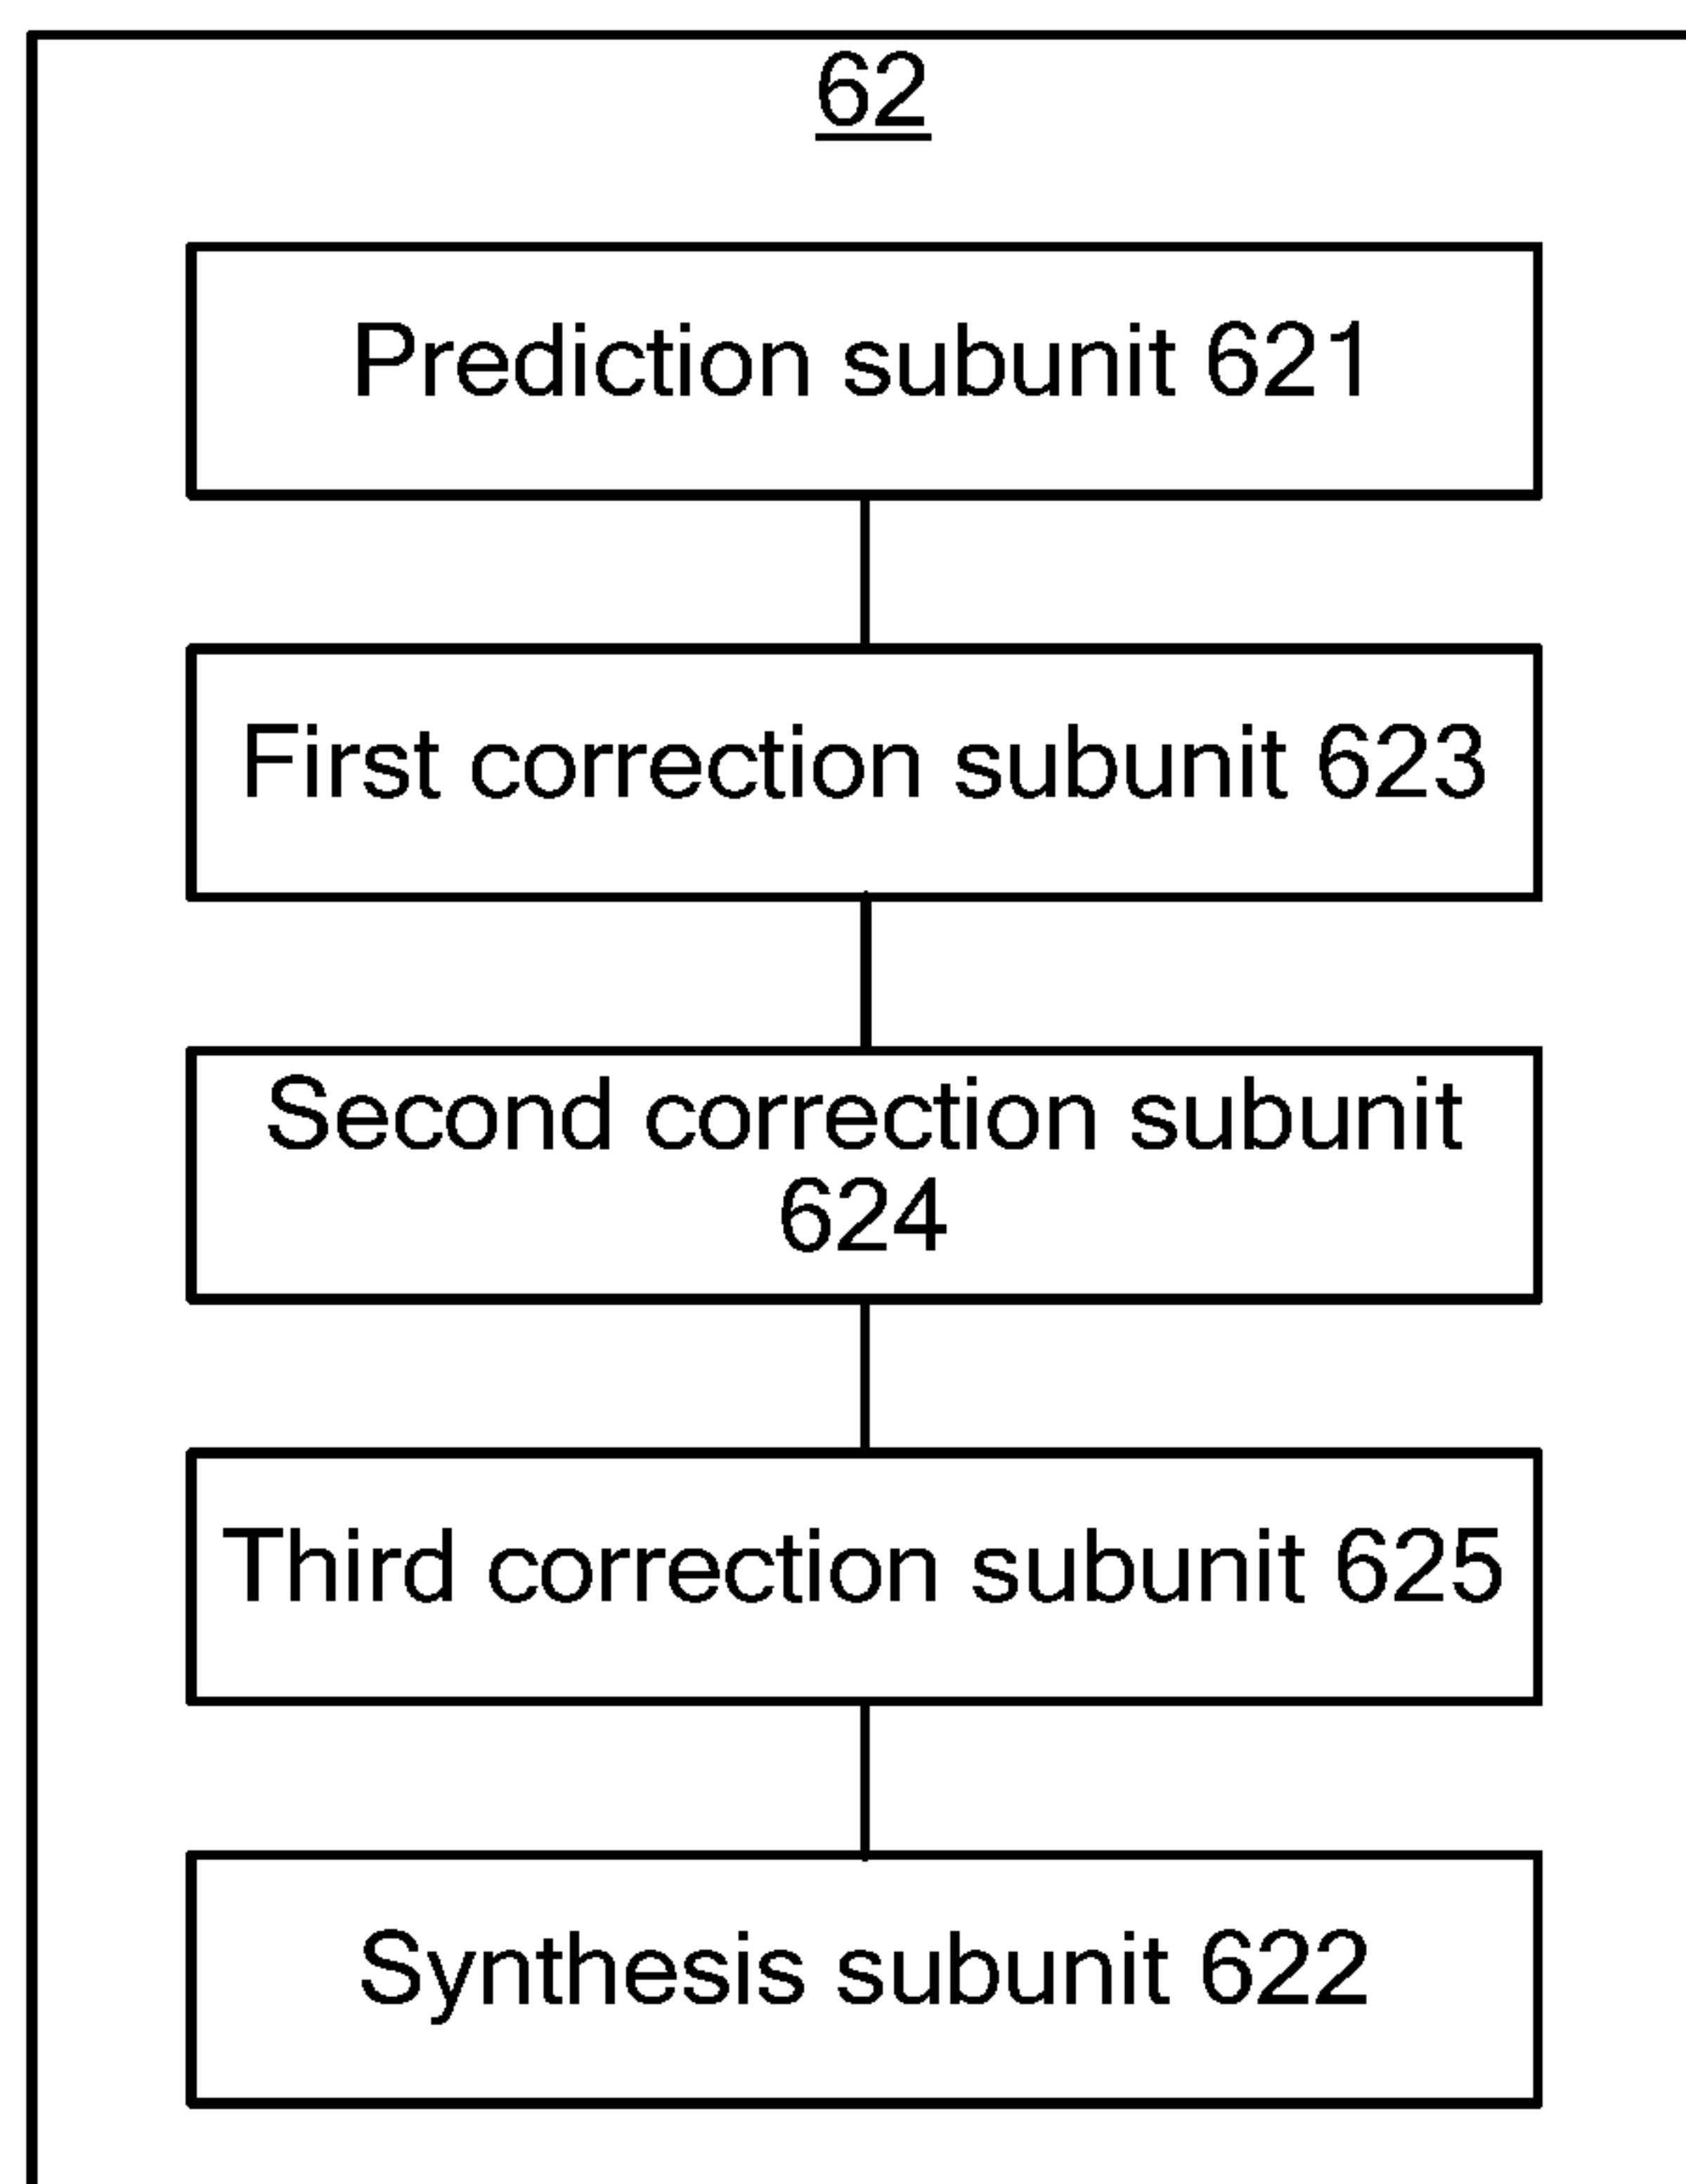 62
Prediction subunit 621
First correction subunit 623
Second correction subunit
624
Third correction subunit 625
Synthesis subunit 622